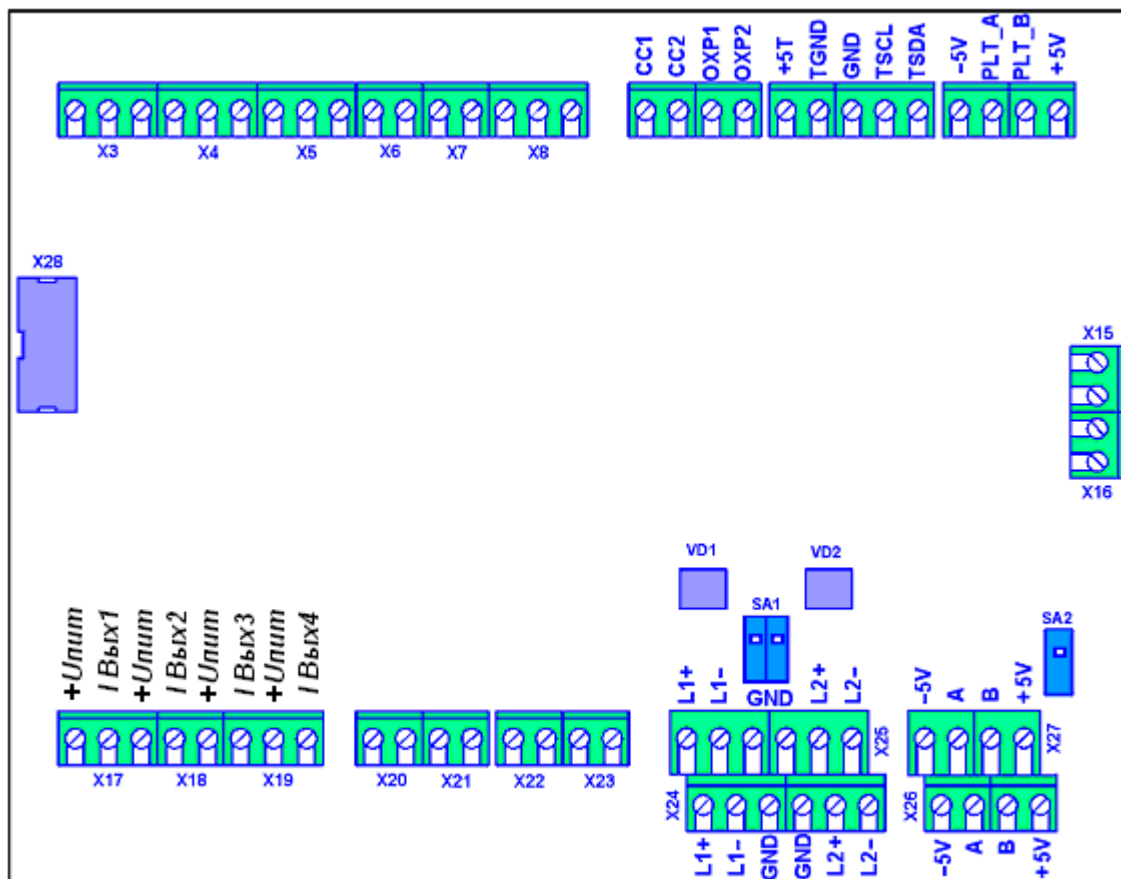 CC1 CC2 OXP1 OXP2 +5T TGND GND TSCL TSDA -5V PLT_A PLT_B +5V
X3 X4 X5 X6 X7 X8
X28
X15
X16
VD1 VD2
SA1
SA2
+Uпит I Вых1 +Uпит I Вых2 +Uпит I Вых3 +Uпит I Вых4
L1+ L1- GND L2+ L2- -5V A B +5V
X25 X27
X17 X18 X19 X20 X21 X22 X23
X24 X26
L1+ L1- GND GND L2+ L2- -5V A B +5V